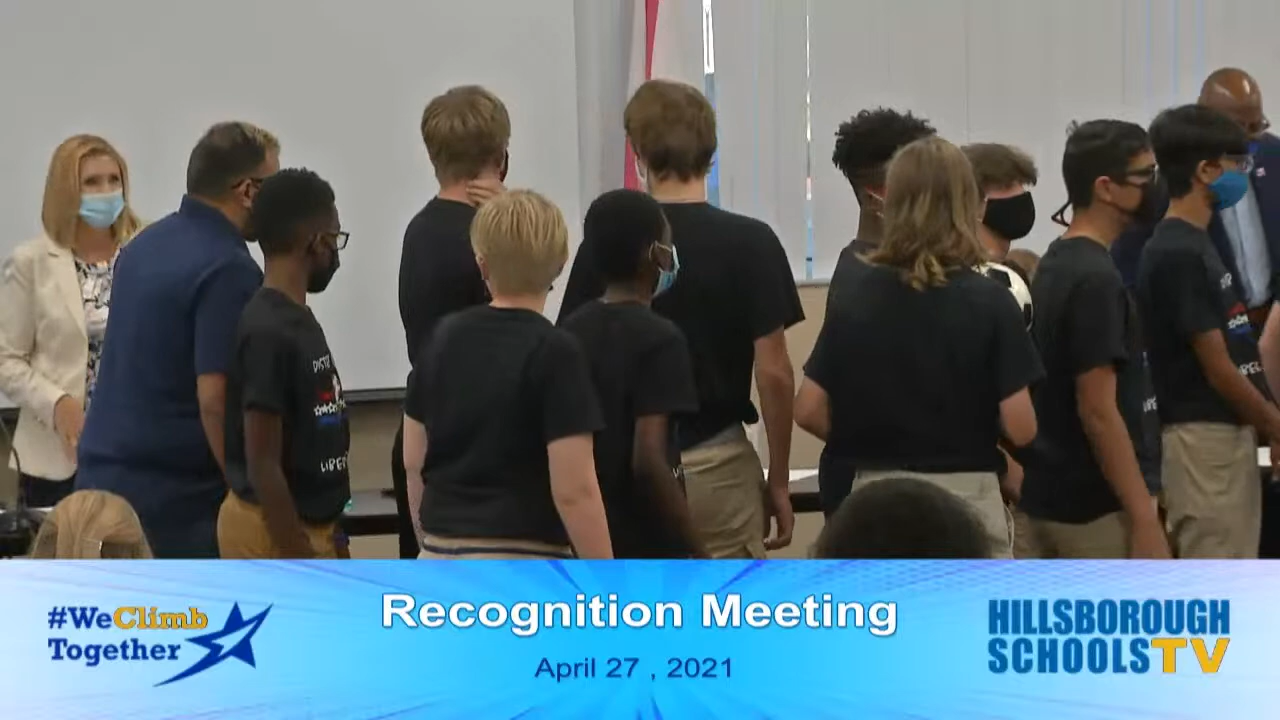 #WeClimb
Together
Recognition Meeting
April 27 , 2021
HILLSBOROUGH
SCHOOLSTV